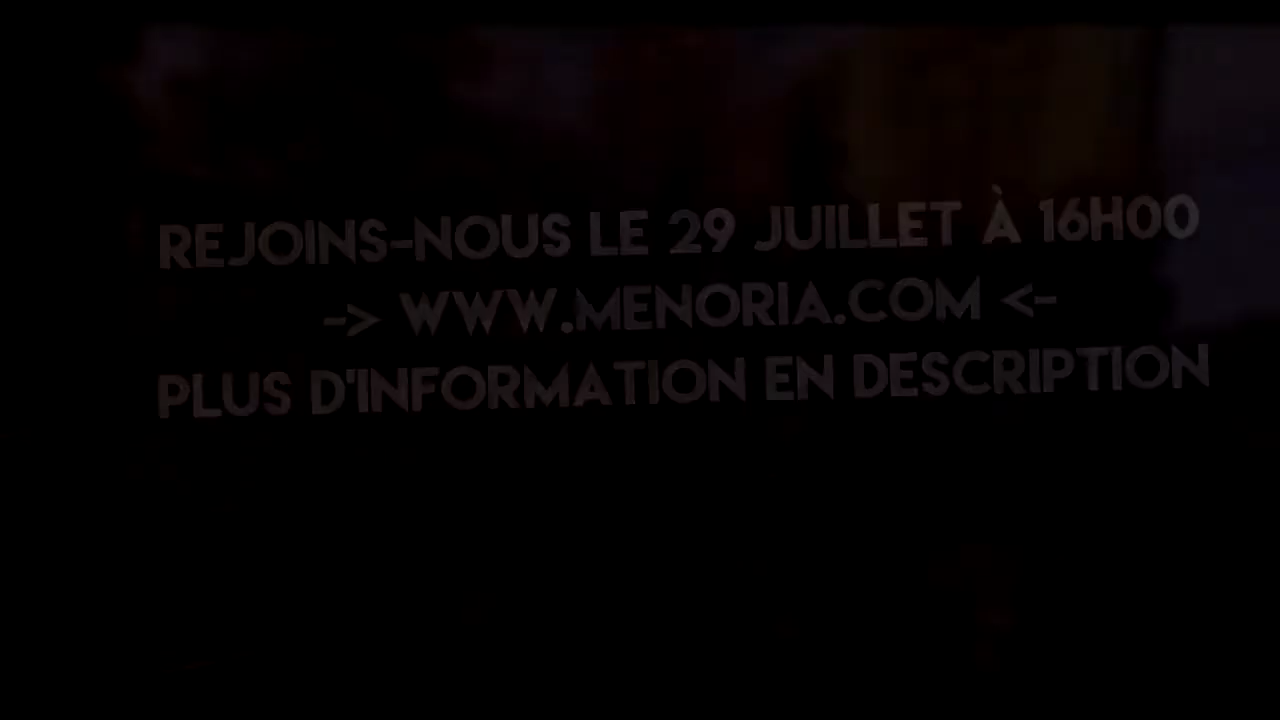 REJOINS-NOUS LE 29 JUILLET À 16H00
-> WWW.MENORIA.COM <-
PLUS D'INFORMATION EN DESCRIPTION